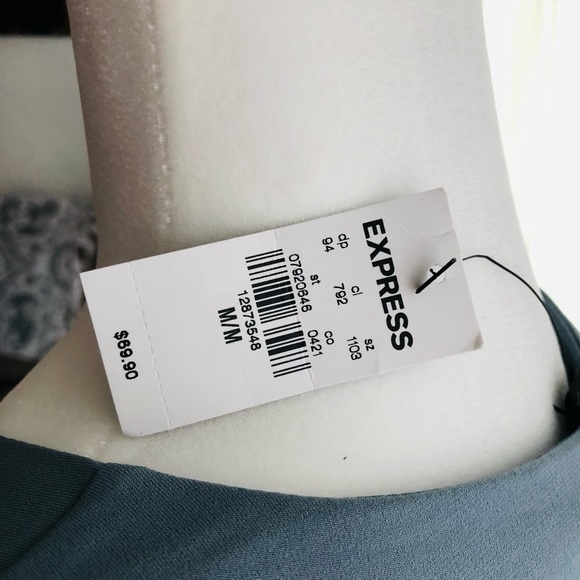 EXPRESS
dp cl sz
94 792 1103
st co
07920646 0421
12873548
M/M
$69.90